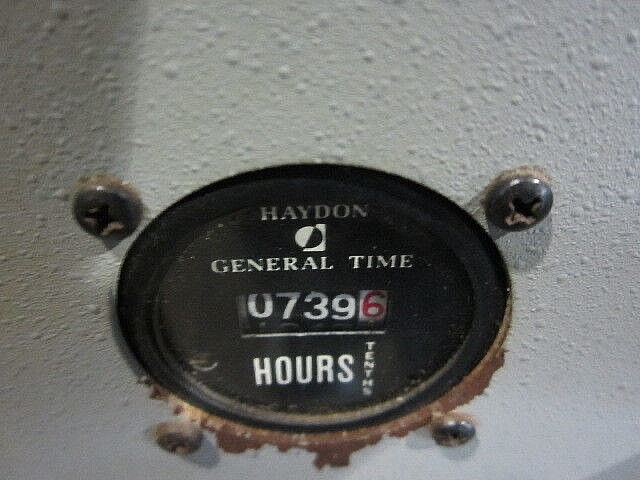 HAYDON
GENERAL TIME
07396
HOURS
TENTHS